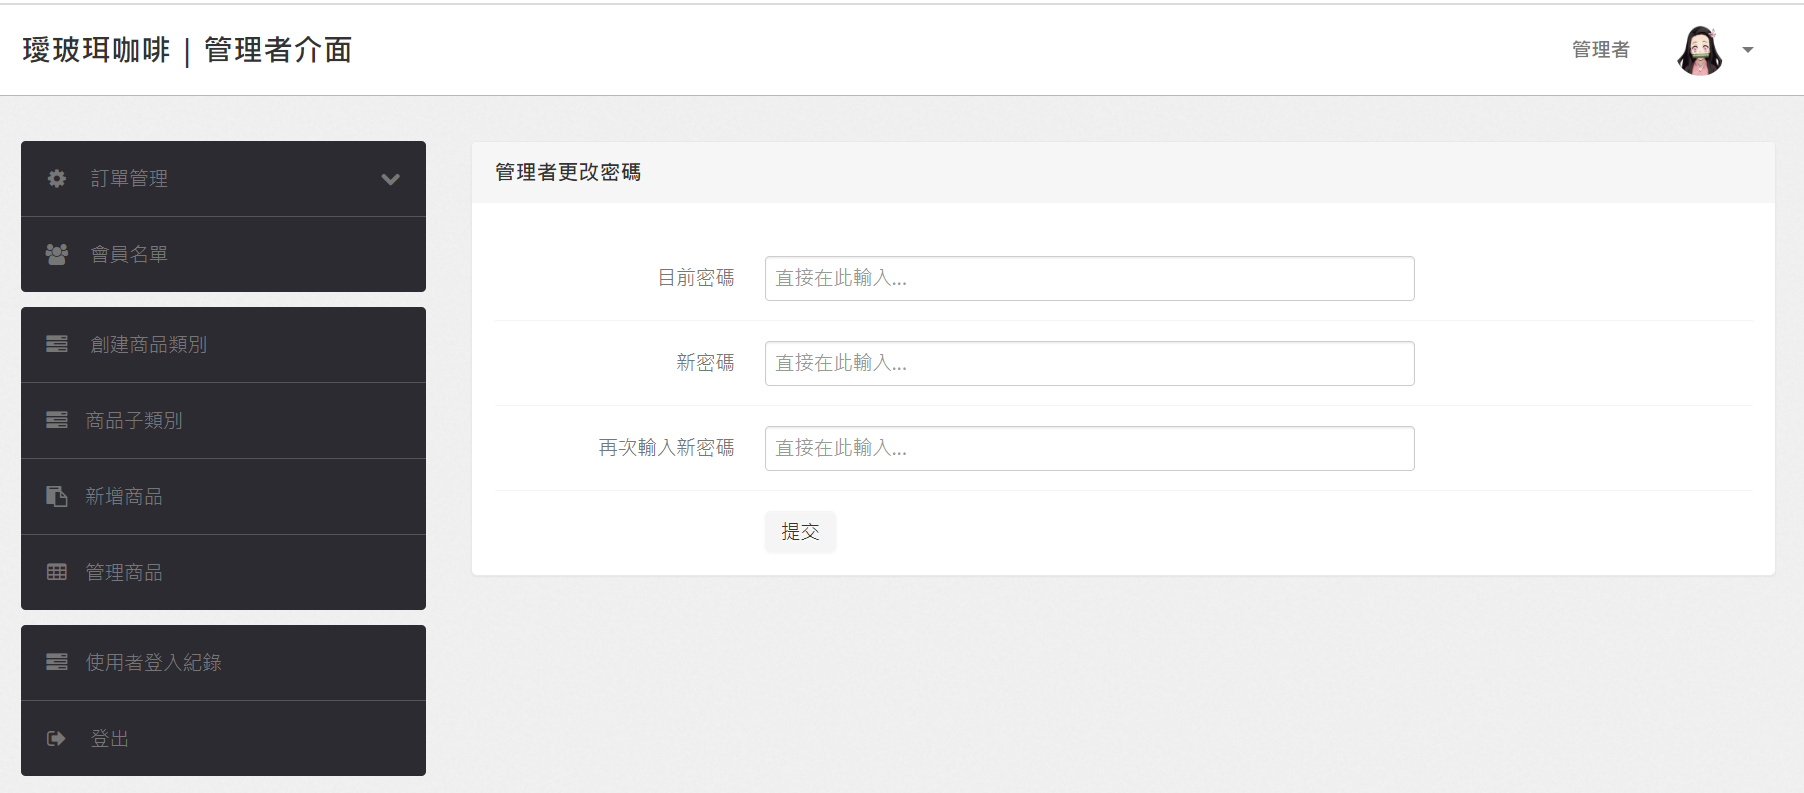 璦玻珥咖啡 | 管理者介面
管理者
訂單管理
會員名單
創建商品類別
商品子類別
新增商品
管理商品
使用者登入紀錄
登出
管理者更改密碼
目前密碼
直接在此輸入...
新密碼
直接在此輸入...
再次輸入新密碼
直接在此輸入...
提交